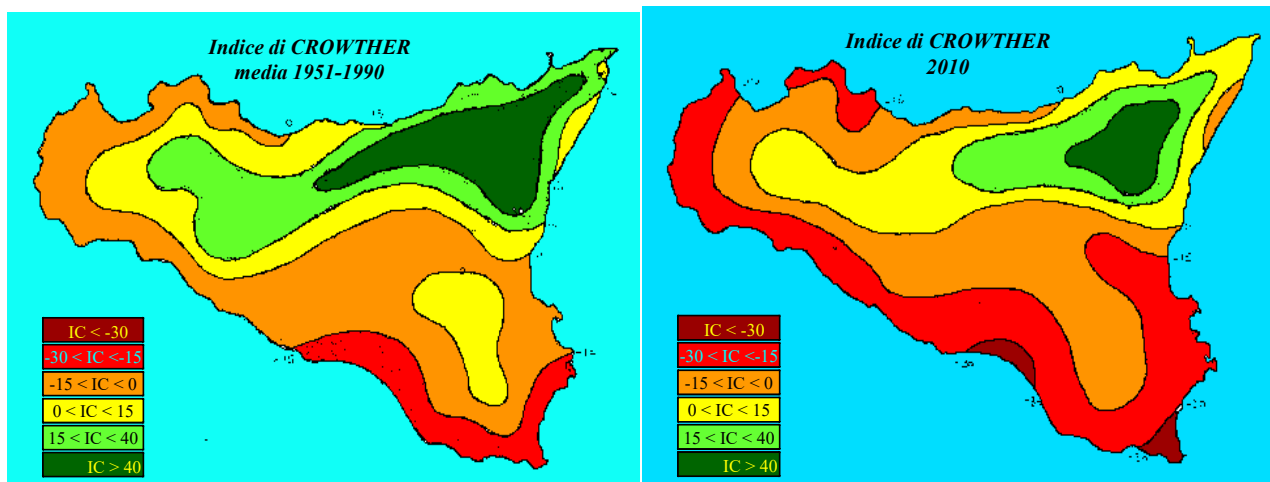 Indice di CROWTHER
media 1951-1990
IC < -30
-30 < IC <-15
-15 < IC < 0
0 < IC < 15
15 < IC < 40
IC > 40
Indice di CROWTHER
2010
IC < -30
-30 < IC <-15
-15 < IC < 0
0 < IC < 15
15 < IC < 40
IC > 40